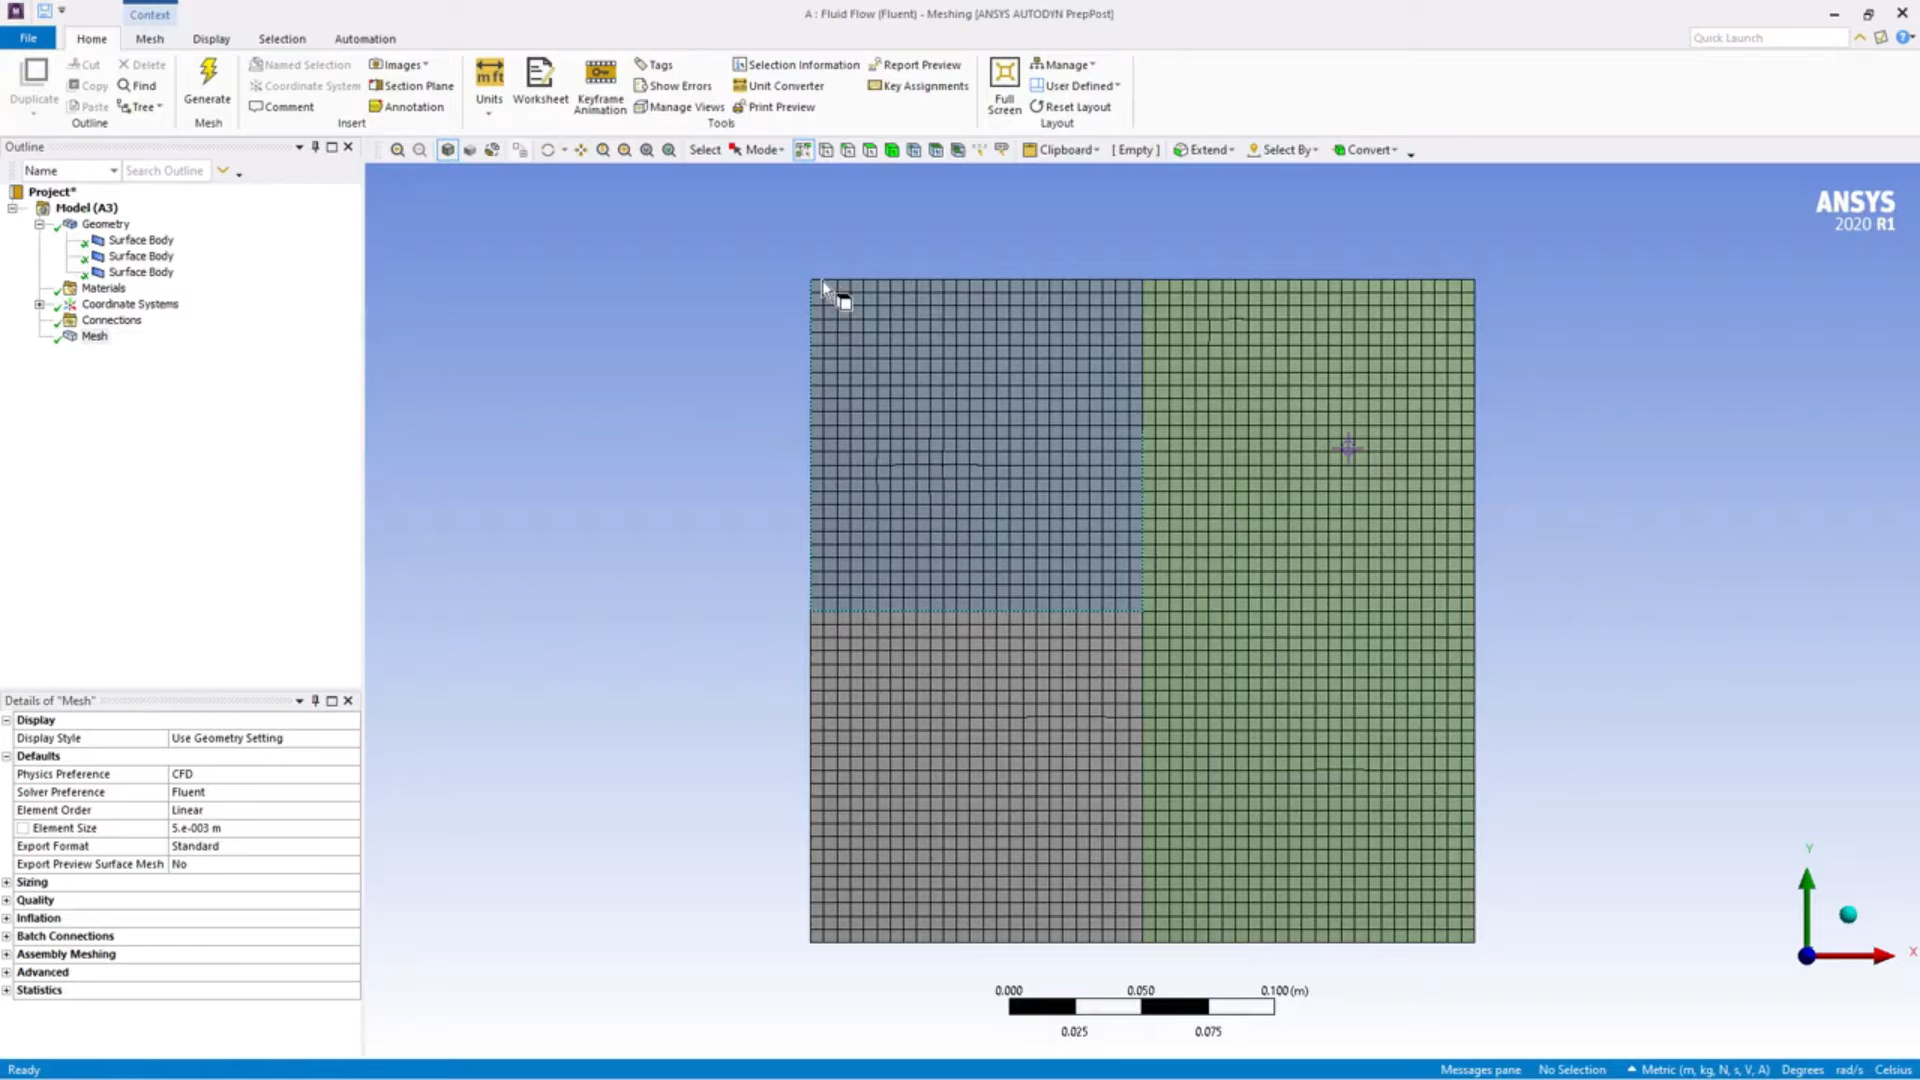 Context
A : Fluid Flow (Fluent) - Meshing [ANSYS AUTODYN PrepPost]
File Home Mesh Display Selection Automation Quick Launch
Duplicate
Cut
Copy
Paste
Delete
Find
Tree
Outline
Generate
Mesh
Named Selection
Coordinate System
Comment
Images
Section Plane
Annotation
Insert
Units
Worksheet
Keyframe
Animation
Tags
Show Errors
Manage Views
Selection Information
Unit Converter
Print Preview
Report Preview
Key Assignments
Tools
Full
Screen
Manage
User Defined
Reset Layout
Layout
Outline
Select Mode Clipboard [ Empty ] Extend Select By Convert
Name Search Outline
Project*
Model (A3)
Geometry
Surface Body
Surface Body
Surface Body
Materials
Coordinate Systems
Connections
Mesh
ANSYS
2020 R1
Details of "Mesh"
Display
Display Style Use Geometry Setting
Defaults
Physics Preference CFD
Solver Preference Fluent
Element Order Linear
Element Size 5.e-003 m
Export Format Standard
Export Preview Surface Mesh No
Sizing
Quality
Inflation
Batch Connections
Assembly Meshing
Advanced
Statistics
Y
X
0.000 0.050 0.100 (m)
0.025 0.075
Ready Messages pane No Selection Metric (m, kg, N, s, V, A) Degrees rad/s Celsius